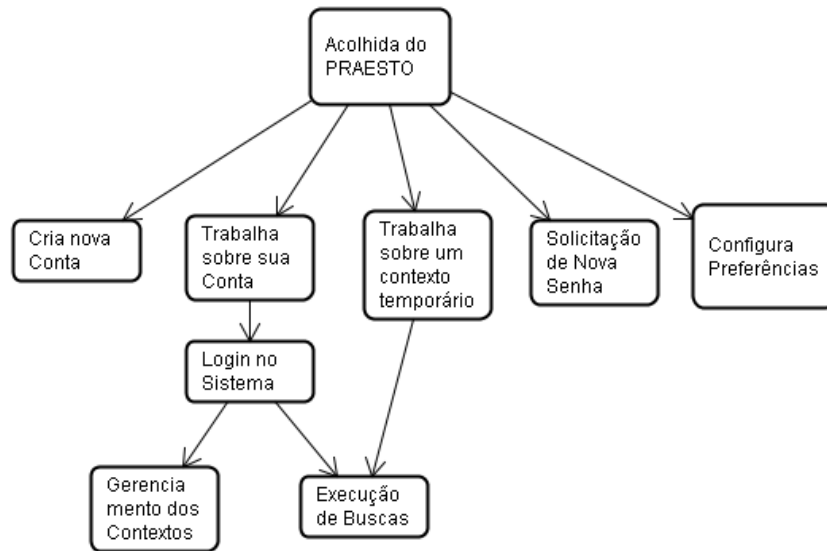 Acolhida do
PRAESTO
Cria nova
Conta
Trabalha
sobre sua
Conta
Trabalha
sobre um
contexto
temporário
Solicitação
de Nova
Senha
Configura
Preferências
Login no
Sistema
Gerencia
mento dos
Contextos
Execução
de Buscas